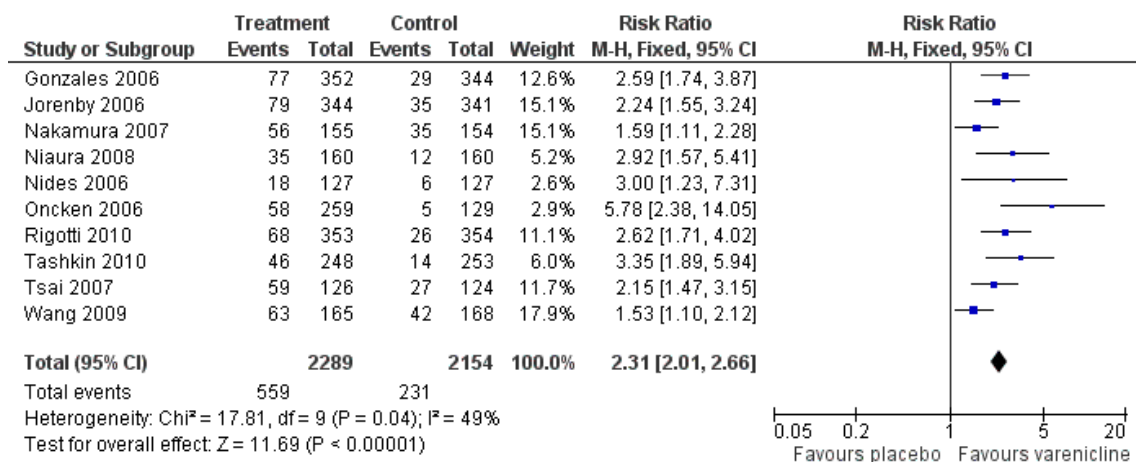 Treatment Control Risk Ratio Risk Ratio
Study or Subgroup Events Total Events Total Weight M-H, Fixed, 95% CI M-H, Fixed, 95% CI
Gonzales 2006 77 352 29 344 12.6% 2.59 [1.74, 3.87]
Jorenby 2006 79 344 35 341 15.1% 2.24 [1.55, 3.24]
Nakamura 2007 56 155 35 154 15.1% 1.59 [1.11, 2.28]
Niaura 2008 35 160 12 160 5.2% 2.92 [1.57, 5.41]
Nides 2006 18 127 6 127 2.6% 3.00 [1.23, 7.31]
Oncken 2006 58 259 5 129 2.9% 5.78 [2.38, 14.05]
Rigotti 2010 68 353 26 354 11.1% 2.62 [1.71, 4.02]
Tashkin 2010 46 248 14 253 6.0% 3.35 [1.89, 5.94]
Tsai 2007 59 126 27 124 11.7% 2.15 [1.47, 3.15]
Wang 2009 63 165 42 168 17.9% 1.53 [1.10, 2.12]
Total (95% CI) 2289 2154 100.0% 2.31 [2.01, 2.66]
Total events 559 231
Heterogeneity: Chi² = 17.81, df = 9 (P = 0.04); I² = 49%
Test for overall effect: Z = 11.69 (P < 0.00001)
0.05 0.2 1 5 20
Favours placebo Favours varenicline